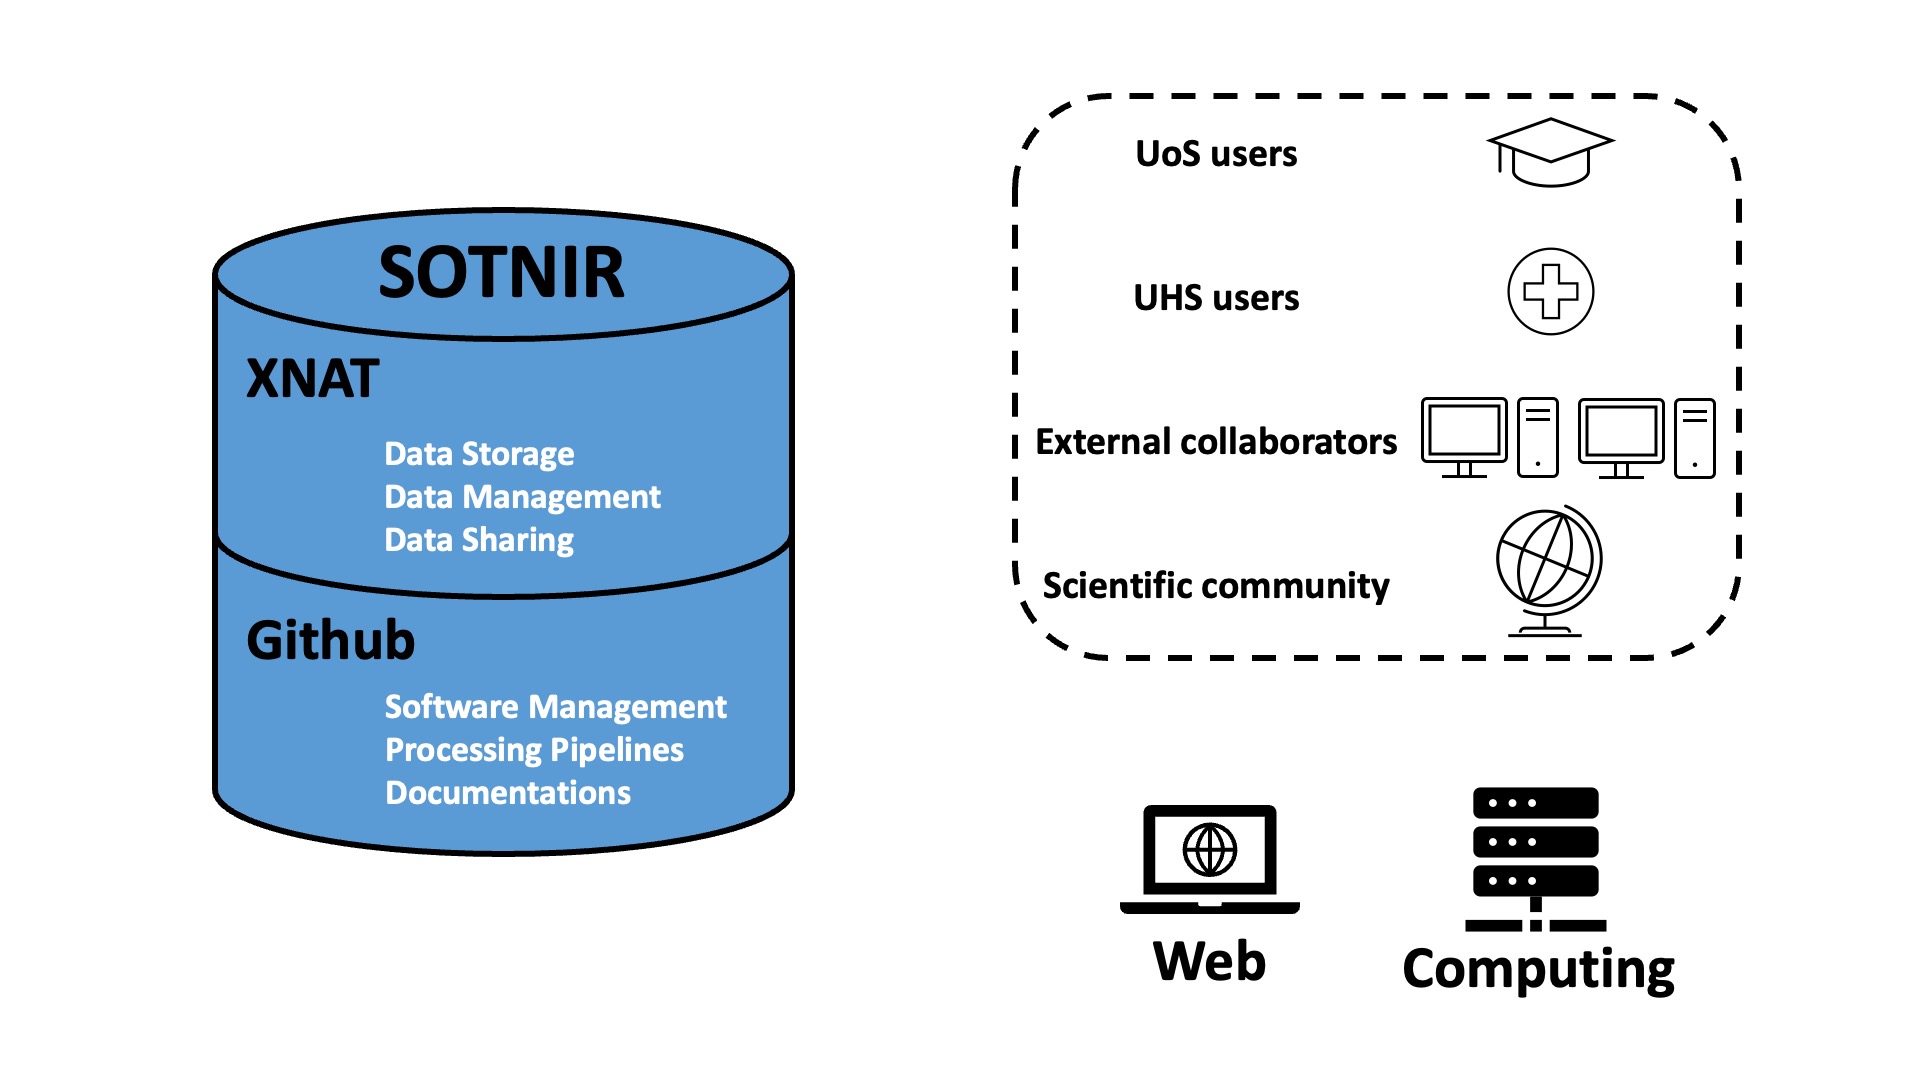 SOTNIR
XNAT
Data Storage
Data Management
Data Sharing
Github
Software Management
Processing Pipelines
Documentations
UoS users
UHS users
External collaborators
Scientific community
Web
Computing